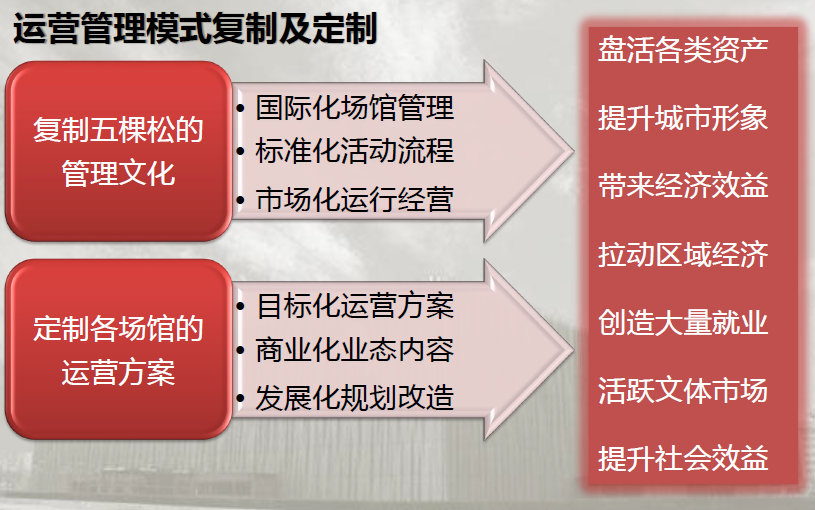 运营管理模式复制及定制
复制五棵松的
管理文化
• 国际化场馆管理
• 标准化活动流程
• 市场化运行经营
定制各场馆的
运营方案
• 目标化运营方案
• 商业化业态内容
• 发展化规划改造
盘活各类资产
提升城市形象
带来经济效益
拉动区域经济
创造大量就业
活跃文体市场
提升社会效益